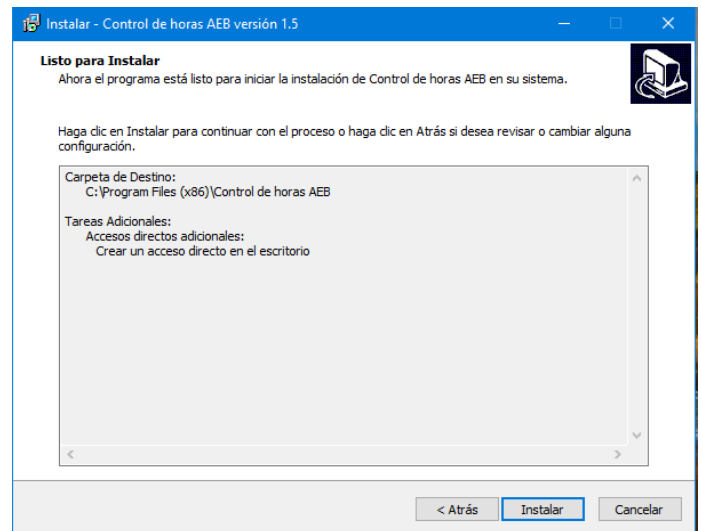 Instalar - Control de horas AEB versión 1.5
Listo para Instalar
Ahora el programa está listo para iniciar la instalación de Control de horas AEB en su sistema.
Haga clic en Instalar para continuar con el proceso o haga clic en Atrás si desea revisar o cambiar alguna
configuración.
Carpeta de Destino:
C:\Program Files (x86)\Control de horas AEB
Tareas Adicionales:
Accesos directos adicionales:
Crear un acceso directo en el escritorio
< Atrás
Instalar
Cancelar